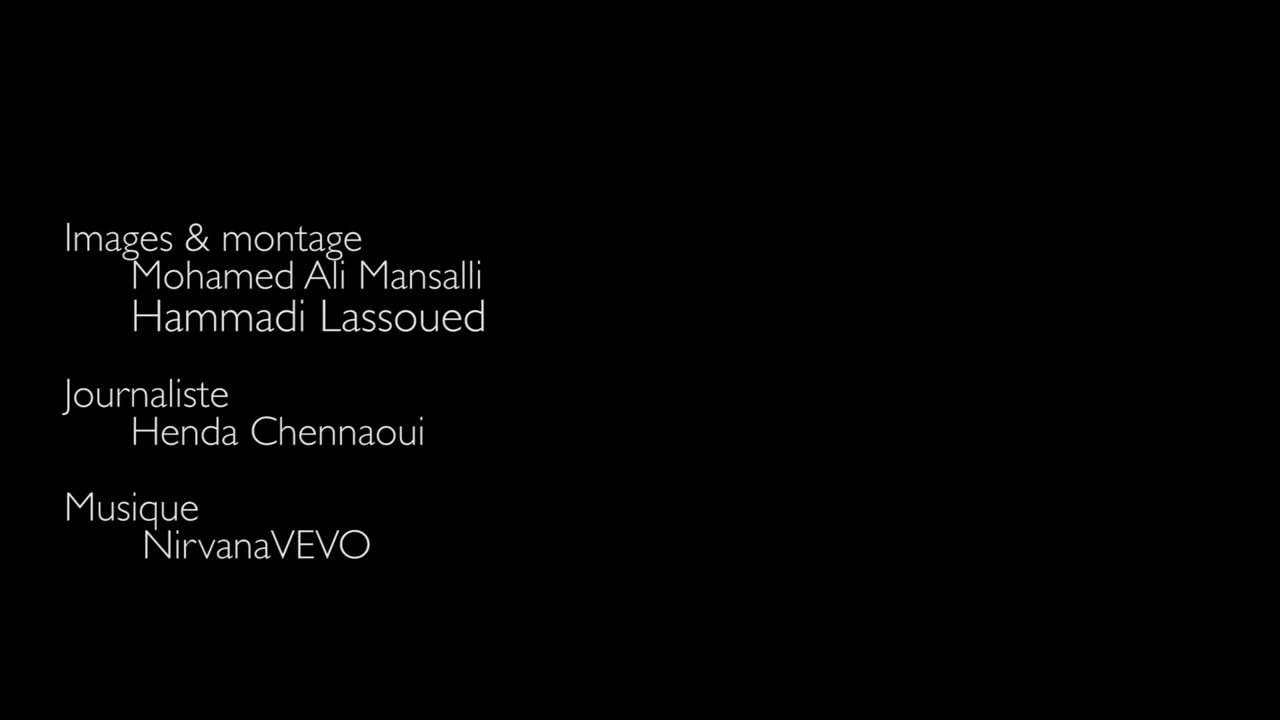 Images & montage
Mohamed Ali Mansalli
Hammadi Lassoued
Journaliste
Henda Chennaoui
Musique
NirvanaVEVO